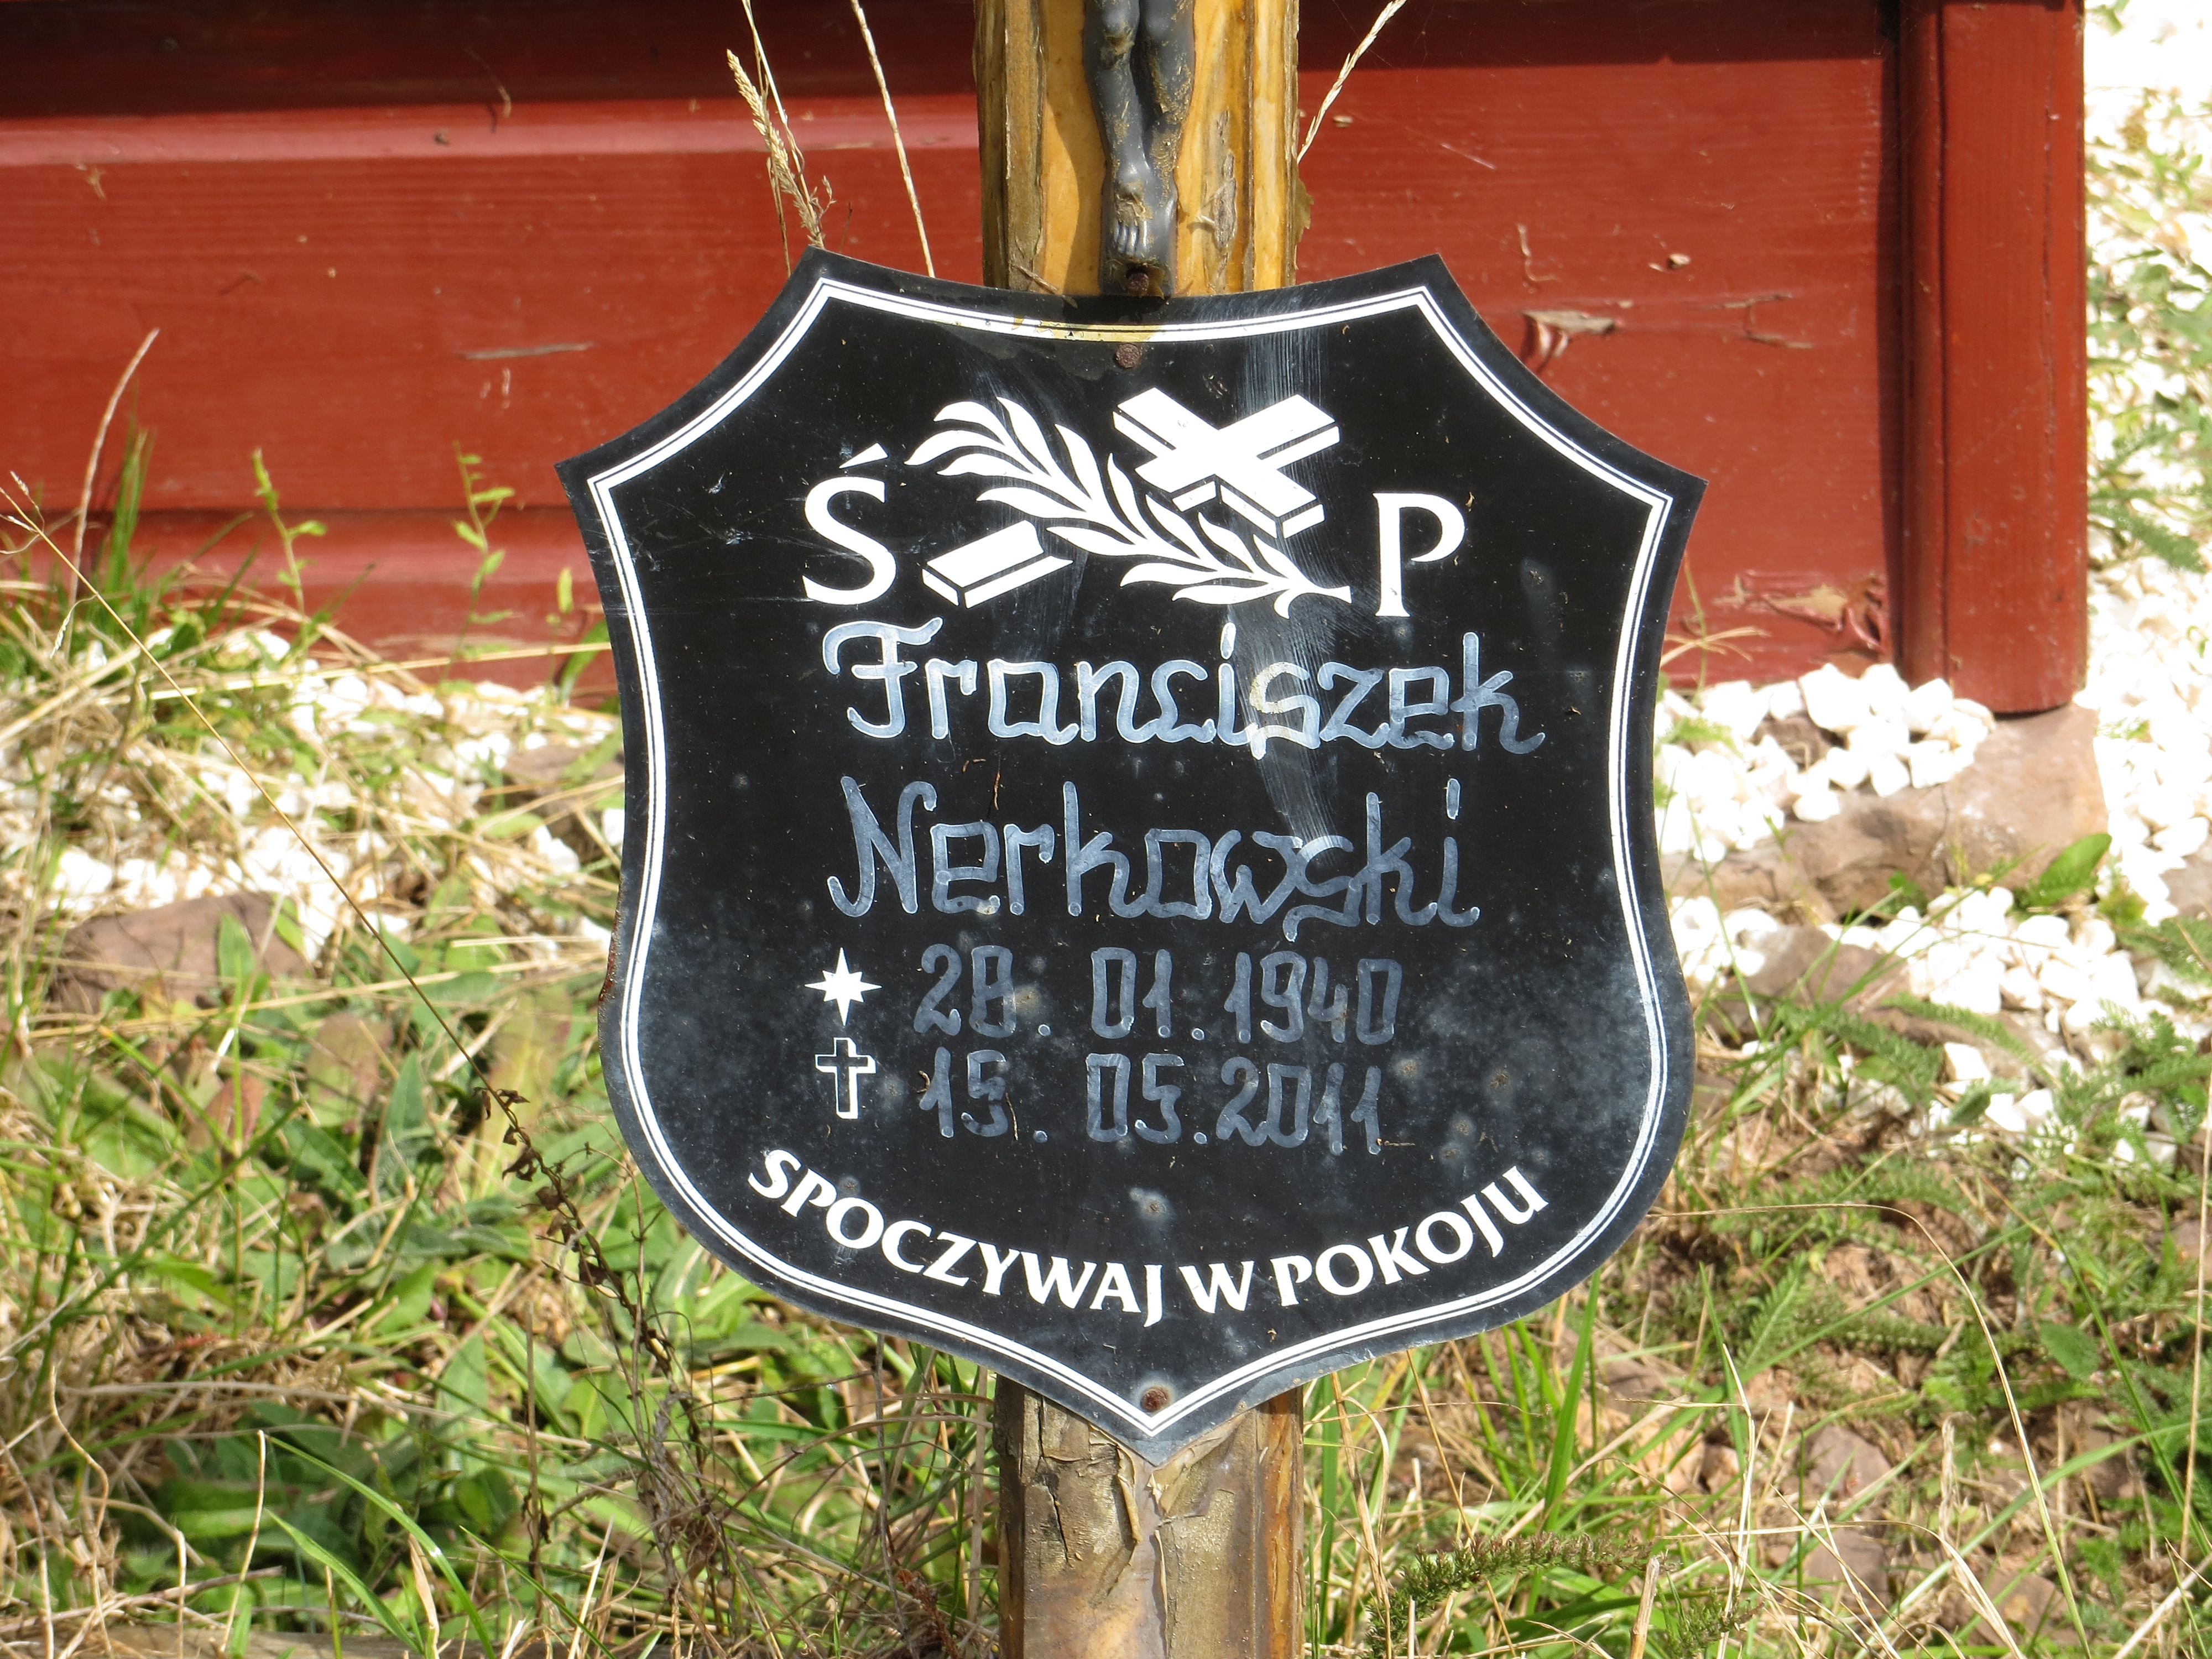 Ś P
Franciszek
Nerkowski
28. 01.1940
15. 05.2011
SPOCZYWAJ W POKOJU